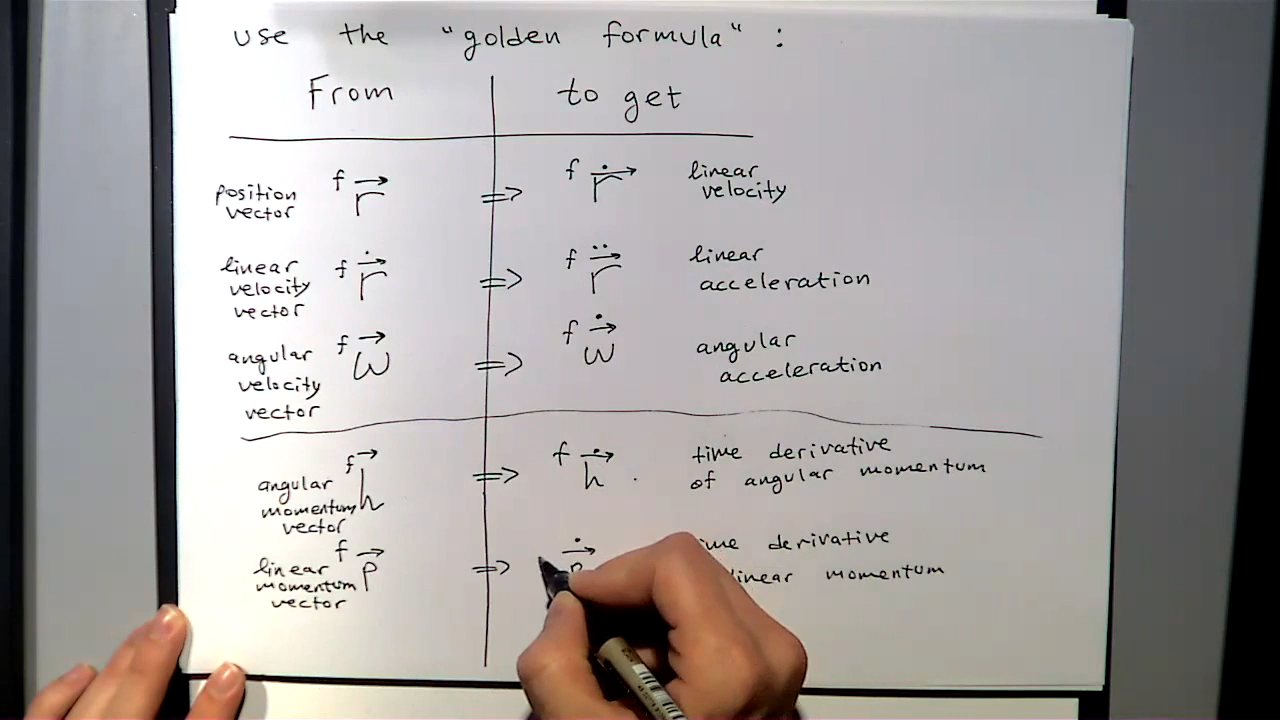 use the "golden formula" :
From to get
position vector f r⃗ ⇒ f ṙ⃗ linear velocity
linear velocity vector f ṙ⃗ ⇒ f r̈⃗ linear acceleration
angular velocity vector f ω⃗ ⇒ f ω̇⃗ angular acceleration
angular momentum vector f h⃗ ⇒ f ḣ⃗ . time derivative of angular momentum
linear momentum vector f p⃗ ⇒ derivative linear momentum